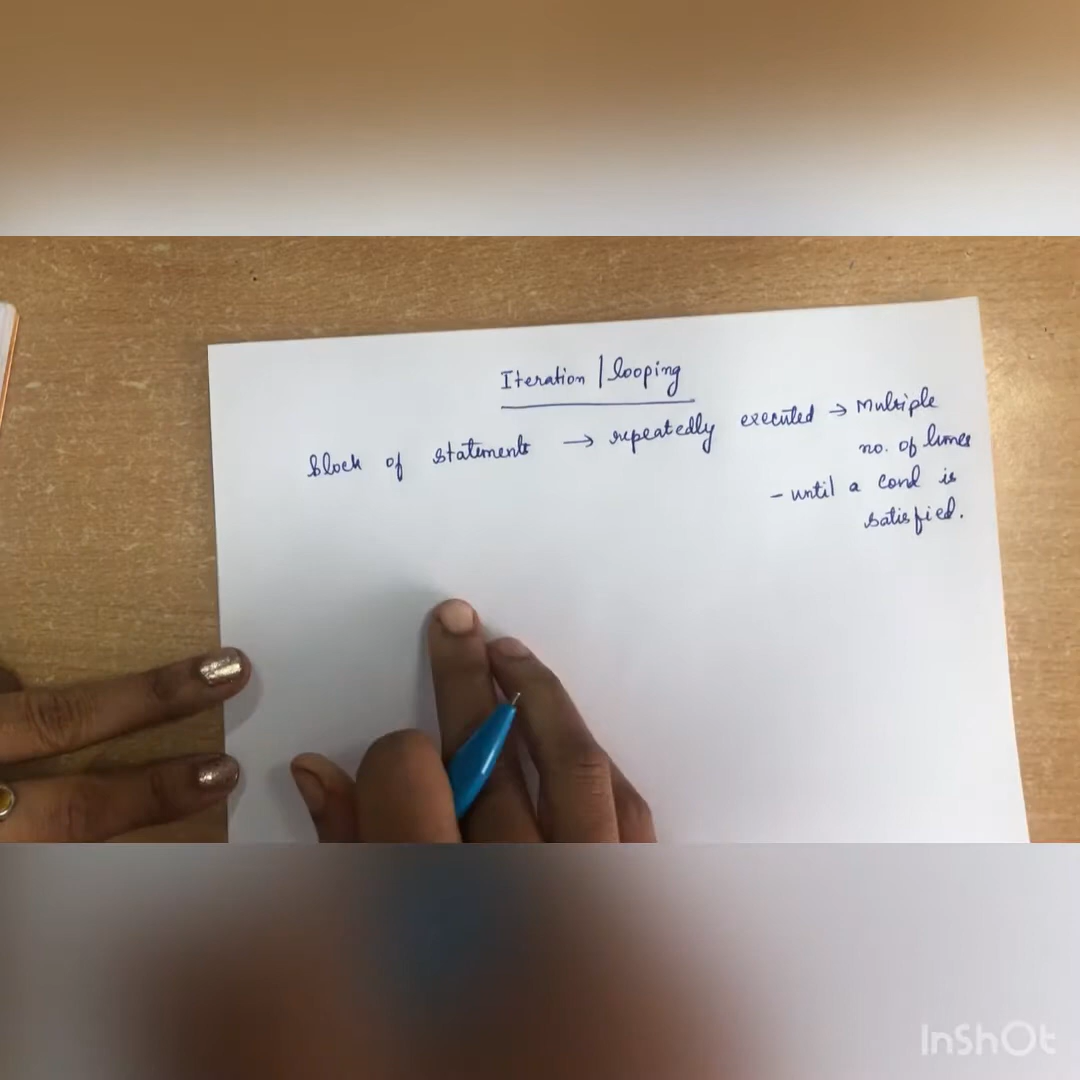 Iteration / looping
block of statements → repeatedly executed → Multiple
no. of times
- until a cond is
satisfied.
InShOt